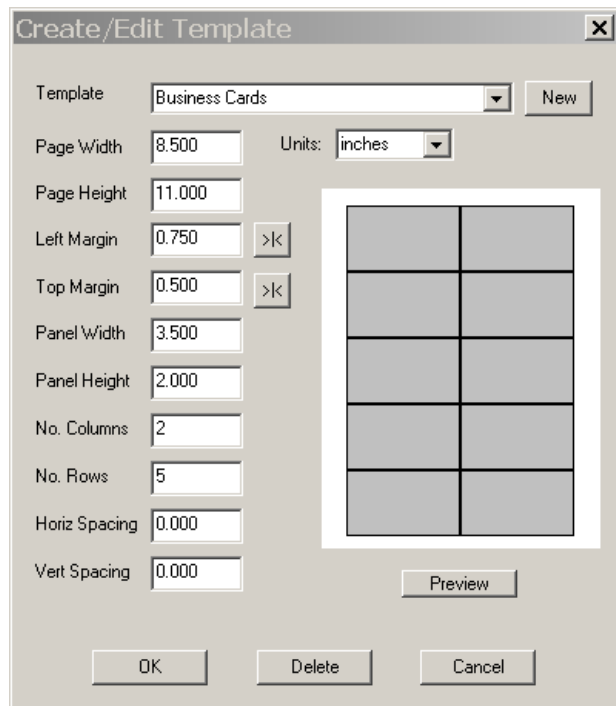 Create/Edit Template
Template Business Cards New
Page Width 8.500 Units: inches
Page Height 11.000
Left Margin 0.750 >|<
Top Margin 0.500 >|<
Panel Width 3.500
Panel Height 2.000
No. Columns 2
No. Rows 5
Horiz Spacing 0.000
Vert Spacing 0.000
Preview
OK Delete Cancel